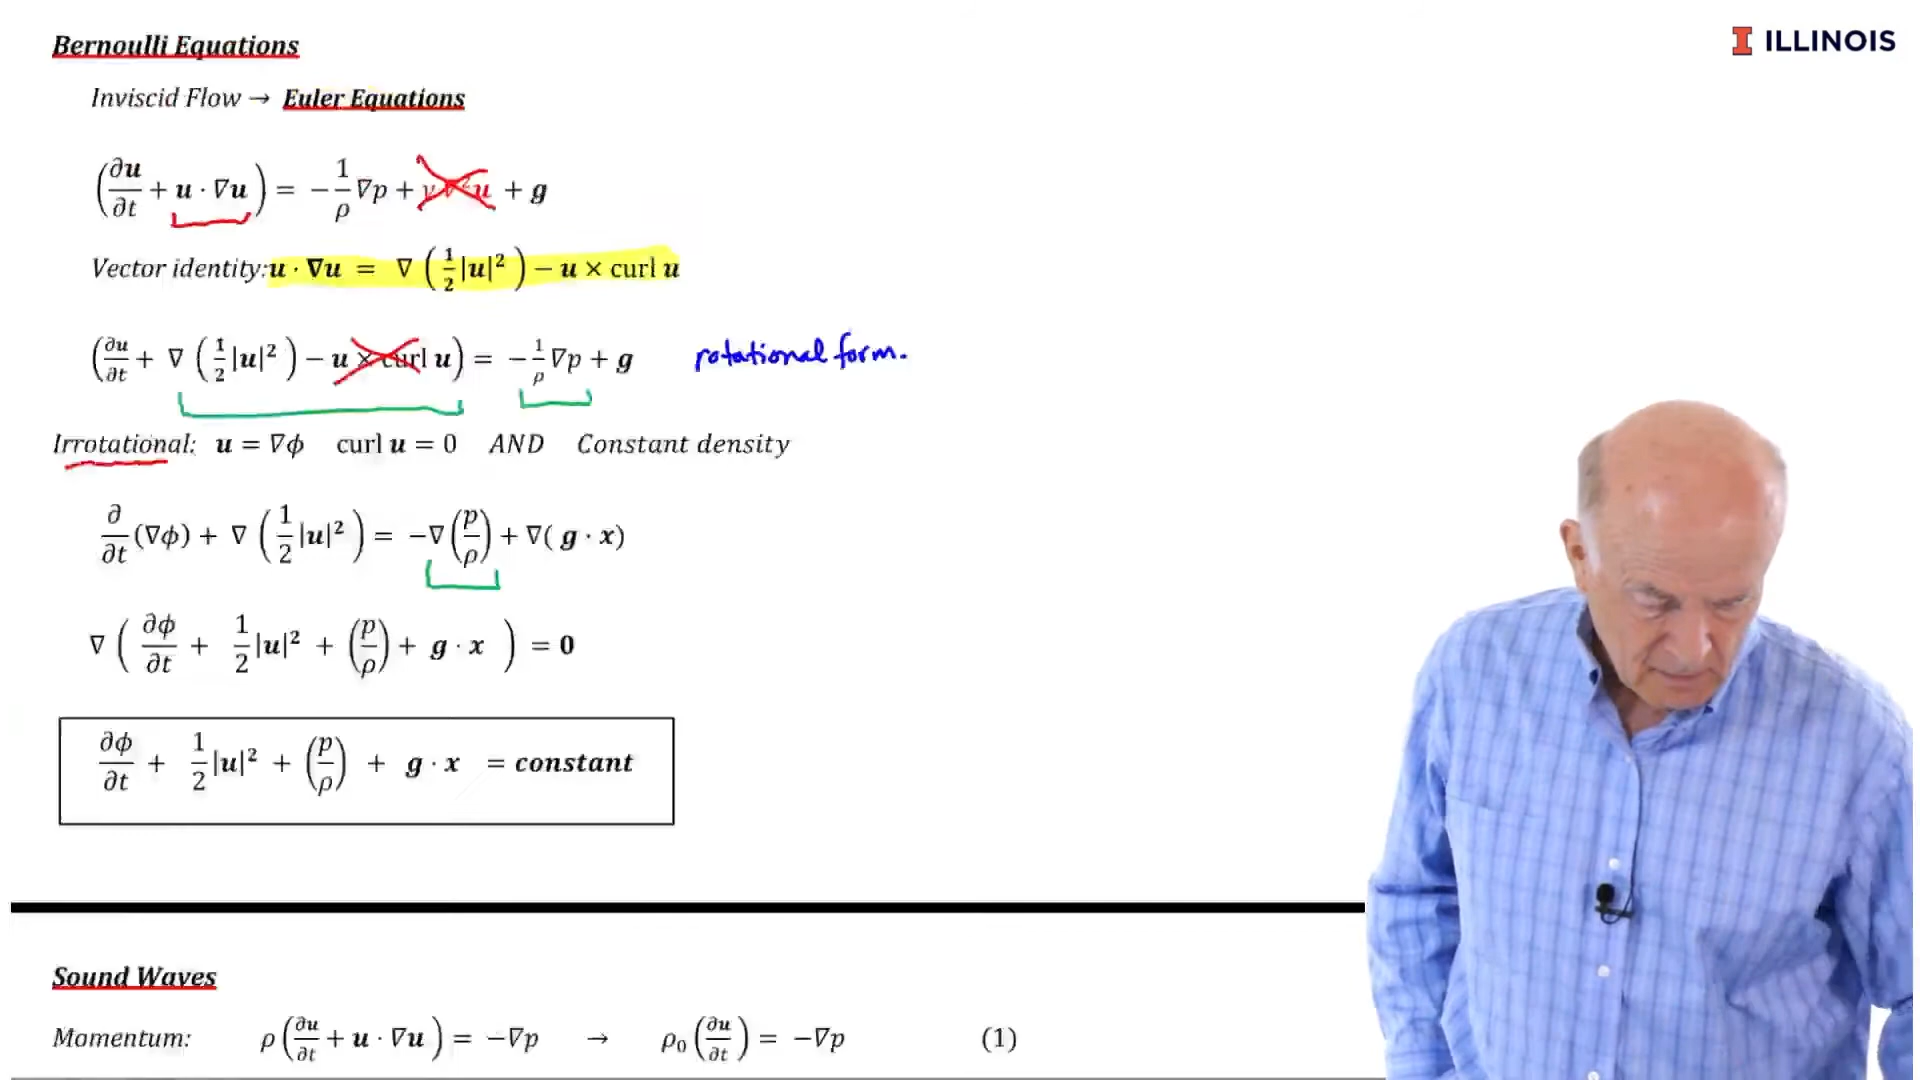 Bernoulli Equations
ILLINOIS
Inviscid Flow → Euler Equations
(∂u/∂t + u · ∇u) = −(1/ρ)∇p + ν∇²u + g
Vector identity: u · ∇u = ∇(½|u|²) − u × curl u
(∂u/∂t + ∇(½|u|²) − u × curl u) = −(1/ρ)∇p + g rotational form.
Irrotational: u = ∇ϕ curl u = 0 AND Constant density
∂/∂t(∇ϕ) + ∇(½|u|²) = −∇(p/ρ) + ∇(g · x)
∇(∂ϕ/∂t + ½|u|² + (p/ρ) + g · x) = 0
∂ϕ/∂t + ½|u|² + (p/ρ) + g · x = constant
Sound Waves
Momentum: ρ(∂u/∂t + u · ∇u) = −∇p → ρ₀(∂u/∂t) = −∇p (1)